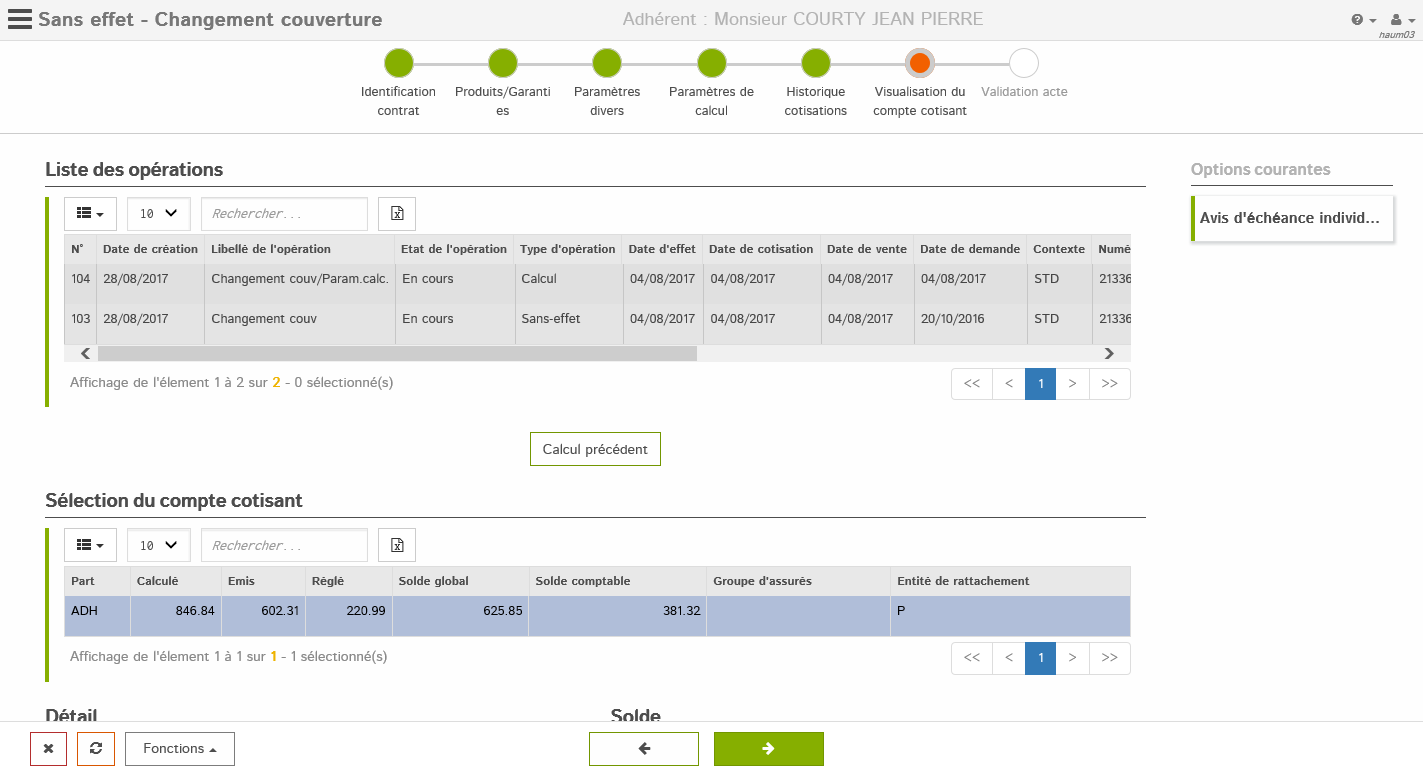 Sans effet - Changement couverture
Adhérent : Monsieur COURTY JEAN PIERRE
haum03
Identification contrat
Produits/Garanties
Paramètres divers
Paramètres de calcul
Historique cotisations
Visualisation du compte cotisant
Validation acte
Liste des opérations
Options courantes
Avis d'échéance individ...
10 Rechercher...
N° Date de création Libellé de l'opération Etat de l'opération Type d'opération Date d'effet Date de cotisation Date de vente Date de demande Contexte Numé
104 28/08/2017 Changement couv/Param.calc. En cours Calcul 04/08/2017 04/08/2017 04/08/2017 04/08/2017 STD 21336
103 28/08/2017 Changement couv En cours Sans-effet 04/08/2017 04/08/2017 04/08/2017 20/10/2016 STD 21336
Affichage de l'élement 1 à 2 sur 2 - 0 sélectionné(s)
<< < 1 > >>
Calcul précédent
Sélection du compte cotisant
10 Rechercher...
Part Calculé Emis Réglé Solde global Solde comptable Groupe d'assurés Entité de rattachement
ADH 846.84 602.31 220.99 625.85 381.32 P
Affichage de l'élement 1 à 1 sur 1 - 1 sélectionné(s)
<< < 1 > >>
Détail
Solde
Fonctions